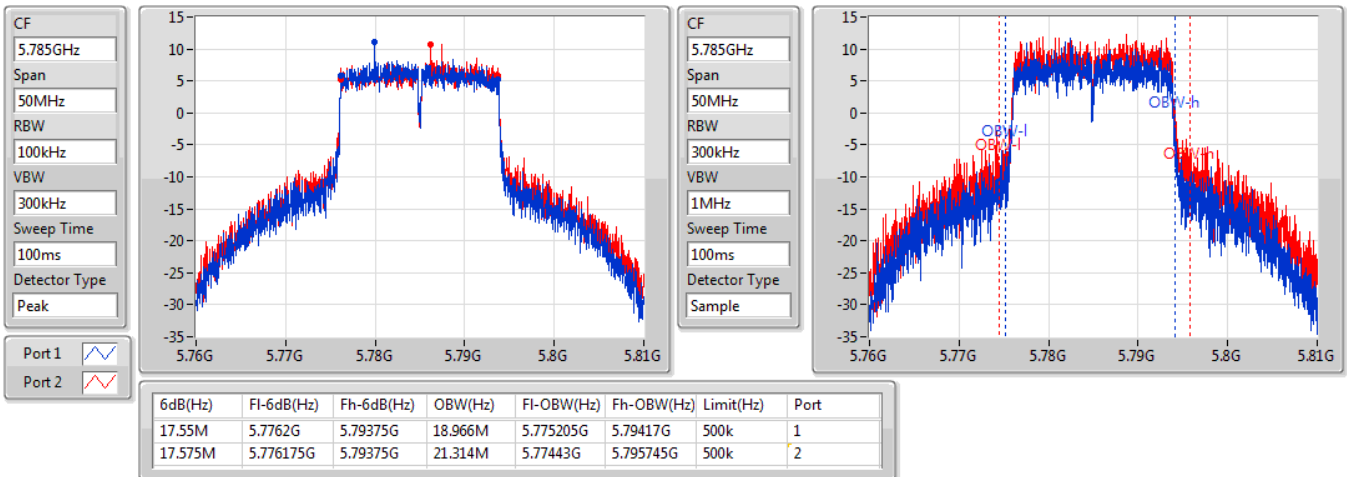 CF
5.785GHz
Span
50MHz
RBW
100kHz
VBW
300kHz
Sweep Time
100ms
Detector Type
Peak
Port 1
Port 2
15
10
5
0
-5
-10
-15
-20
-25
-30
-35
5.76G 5.77G 5.78G 5.79G 5.8G 5.81G
CF
5.785GHz
Span
50MHz
RBW
300kHz
VBW
1MHz
Sweep Time
100ms
Detector Type
Sample
15
10
5
0
-5
-10
-15
-20
-25
-30
-35
OBW-h
OBW-l
OBW-l
OBW-h
5.76G 5.77G 5.78G 5.79G 5.8G 5.81G
6dB(Hz) Fl-6dB(Hz) Fh-6dB(Hz) OBW(Hz) Fl-OBW(Hz) Fh-OBW(Hz) Limit(Hz) Port
17.55M 5.7762G 5.79375G 18.966M 5.775205G 5.79417G 500k 1
17.575M 5.776175G 5.79375G 21.314M 5.77443G 5.795745G 500k 2